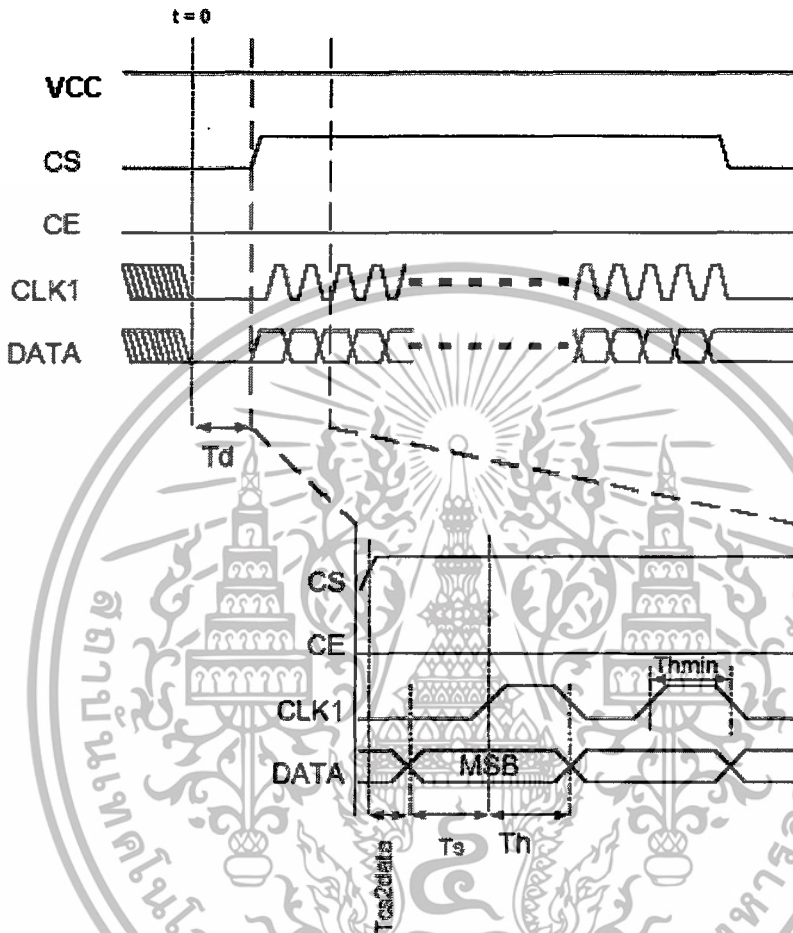 t = 0
VCC
CS
CE
CLK1
DATA
Td
CS
CE
Thmin
CLK1
DATA
MSB
Ts
Th
Tcs2data